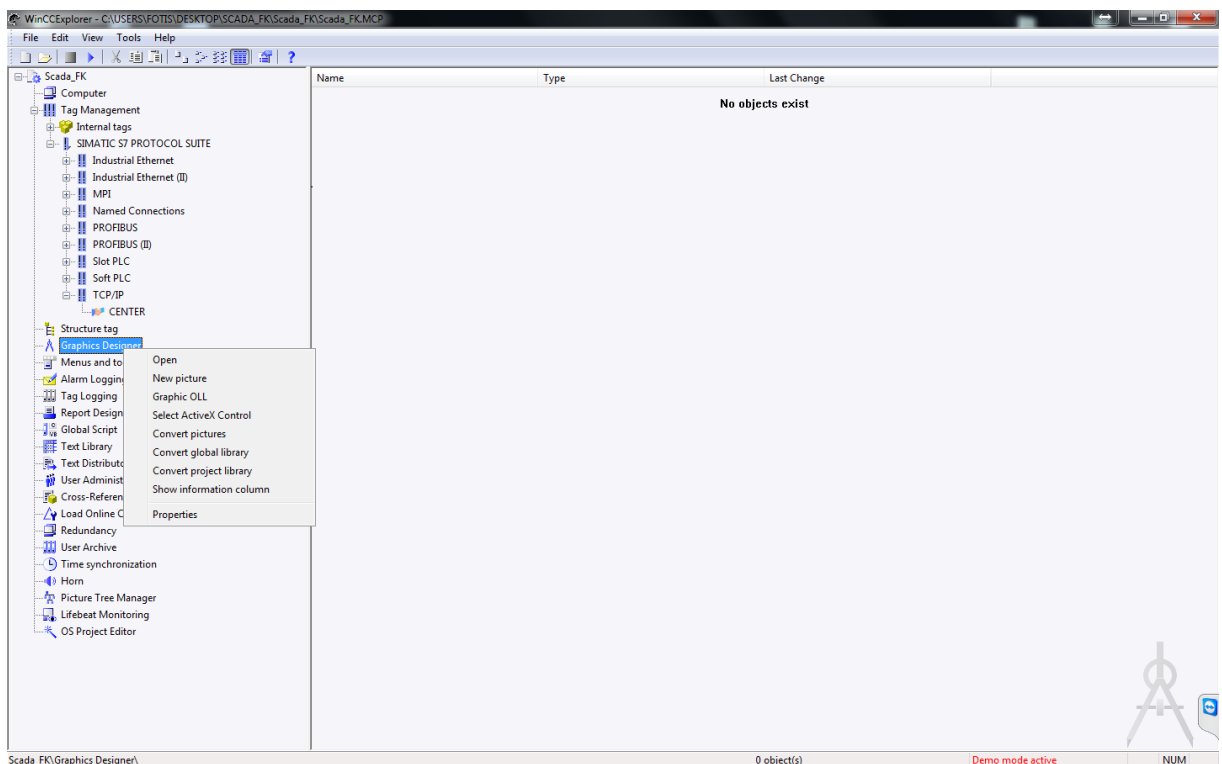 WinCCExplorer - C:\USERS\FOTIS\DESKTOP\SCADA_FK\Scada_FK\Scada_FK.MCP
File Edit View Tools Help
Scada_FK
Name Type Last Change
Computer
No objects exist
Tag Management
Internal tags
SIMATIC S7 PROTOCOL SUITE
Industrial Ethernet
Industrial Ethernet (II)
MPI
Named Connections
PROFIBUS
PROFIBUS (II)
Slot PLC
Soft PLC
TCP/IP
CENTER
Structure tag
Graphics Designer
Menus and to
Alarm Logging
Tag Logging
Report Design
Global Script
Text Library
Text Distributo
User Administ
Cross-Referen
Load Online C
Redundancy
User Archive
Time synchronization
Horn
Picture Tree Manager
Lifebeat Monitoring
OS Project Editor
Open
New picture
Graphic OLL
Select ActiveX Control
Convert pictures
Convert global library
Convert project library
Show information column
Properties
Scada_FK\Graphics Designer\ 0 object(s) Demo mode active NUM